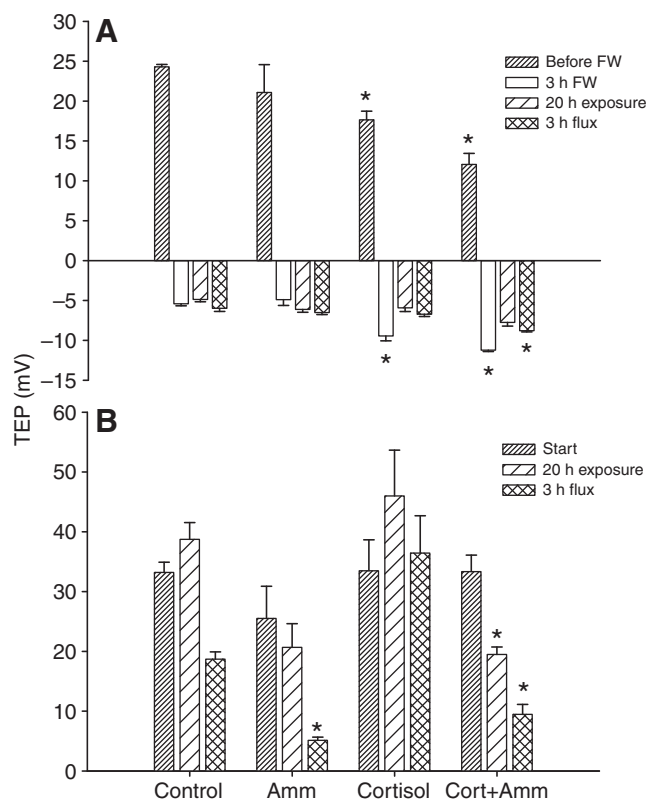 A
30
25
20
15
10
5
0
−5
−10
−15
Before FW
3 h FW
20 h exposure
3 h flux
*
*
*
*
*
TEP (mV)
B
60
50
40
30
20
10
0
Start
20 h exposure
3 h flux
*
*
*
Control Amm Cortisol Cort+Amm